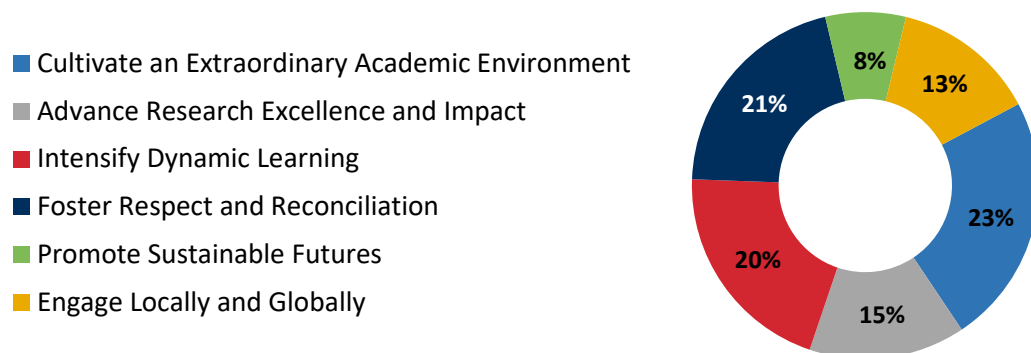 Cultivate an Extraordinary Academic Environment
Advance Research Excellence and Impact
Intensify Dynamic Learning
Foster Respect and Reconciliation
Promote Sustainable Futures
Engage Locally and Globally
8%
13%
21%
23%
20%
15%